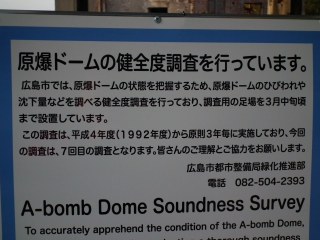 原爆ドームの健全度調査を行っています。
広島市では、原爆ドームの状態を把握するため、原爆ドームのひびわれや
沈下量などを調べる健全度調査を行っており、調査用の足場を3月中旬頃
まで設置しています。
この調査は、平成4年度(1992年度)から原則3年毎に実施しており、今回
の調査は、7回目の調査となります。皆さんのご理解とご協力をお願いします。
広島市都市整備局緑化推進部
電話 082-504-2393
A-bomb Dome Soundness Survey
To accurately apprehend the condition of the A-bomb Dome,
thorough soundness